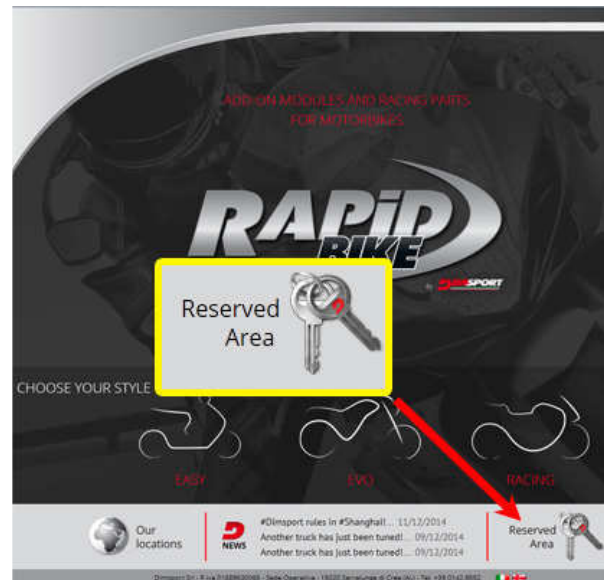 ADD-ON MODULES AND RACING PARTS
FOR MOTORBIKES
RAPiD
BIKE
by DIMSPORT
Reserved
Area
CHOOSE YOUR STYLE
EASY
EVO
RACING
Our
locations
NEWS
#Dimsport rules in #Shanghai!... 11/12/2014
Another truck has just been tuned!... 09/12/2014
Another truck has just been tuned!... 09/12/2014
Reserved
Area